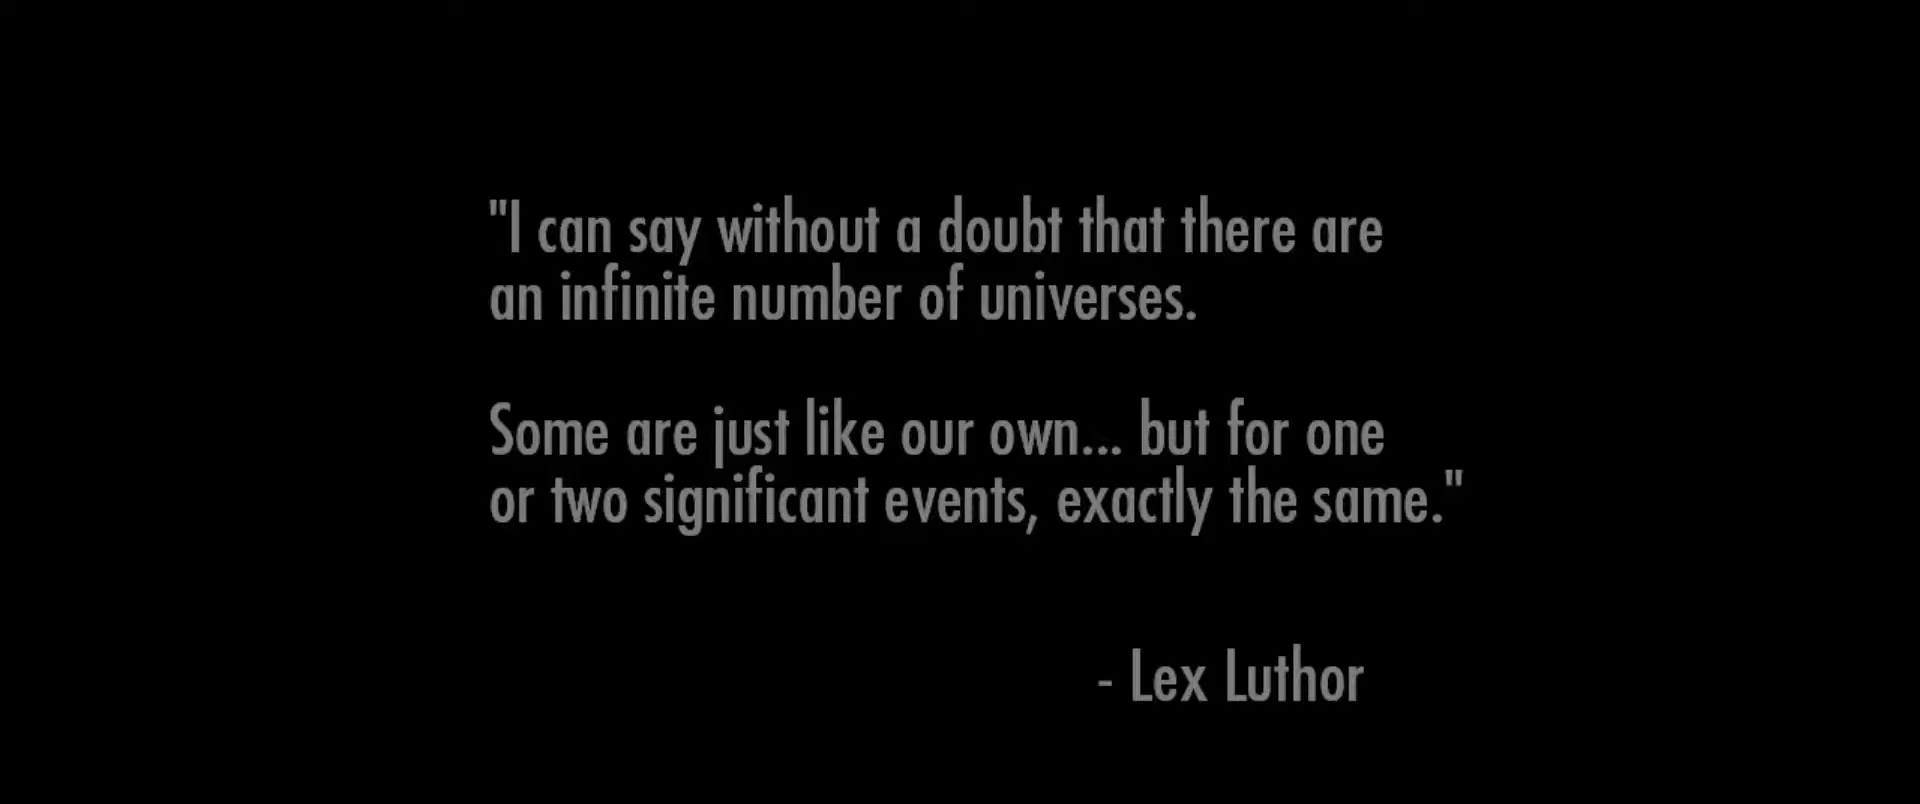 "I can say without a doubt that there are
an infinite number of universes.
Some are just like our own... but for one
or two significant events, exactly the same."
- Lex Luthor